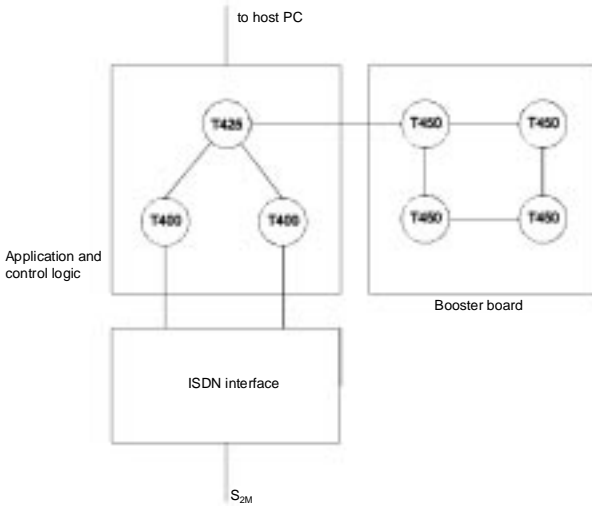 to host PC
T425
T450
T450
T400
T400
T450
T450
Application and
control logic
Booster board
ISDN interface
S2M